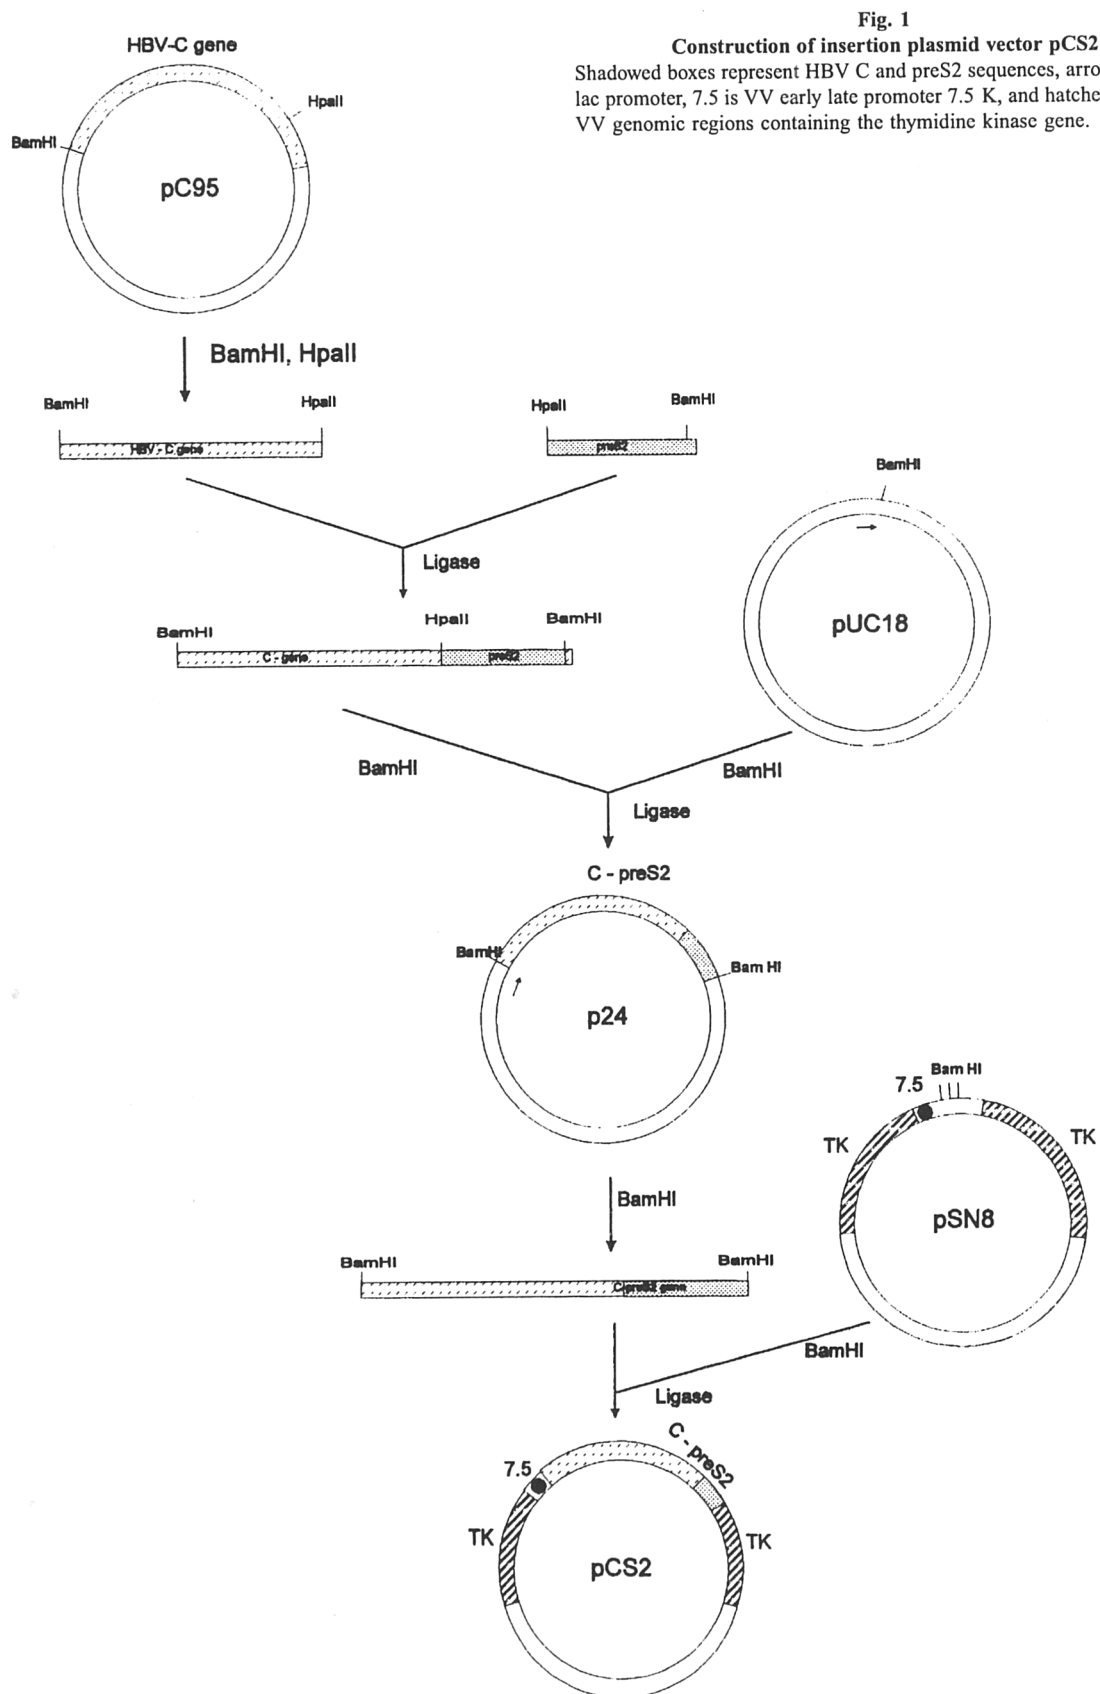 Fig. 1
Construction of insertion plasmid vector pCS2
Shadowed boxes represent HBV C and preS2 sequences, arro
lac promoter, 7.5 is VV early late promoter 7.5 K, and hatche
VV genomic regions containing the thymidine kinase gene.
HBV-C gene
HpaII
BamHI
pC95
BamHI, HpaII
BamHI
HpaII
HpaII
BamHI
HBV - C gene
preS2
BamHI
Ligase
pUC18
BamHI
HpaII
BamHI
C - gene
preS2
BamHI
BamHI
Ligase
C - preS2
BamHI
Bam HI
p24
7.5
Bam HI
TK
TK
pSN8
BamHI
BamHI
BamHI
C-preS2 gene
BamHI
Ligase
C - preS2
7.5
TK
TK
pCS2